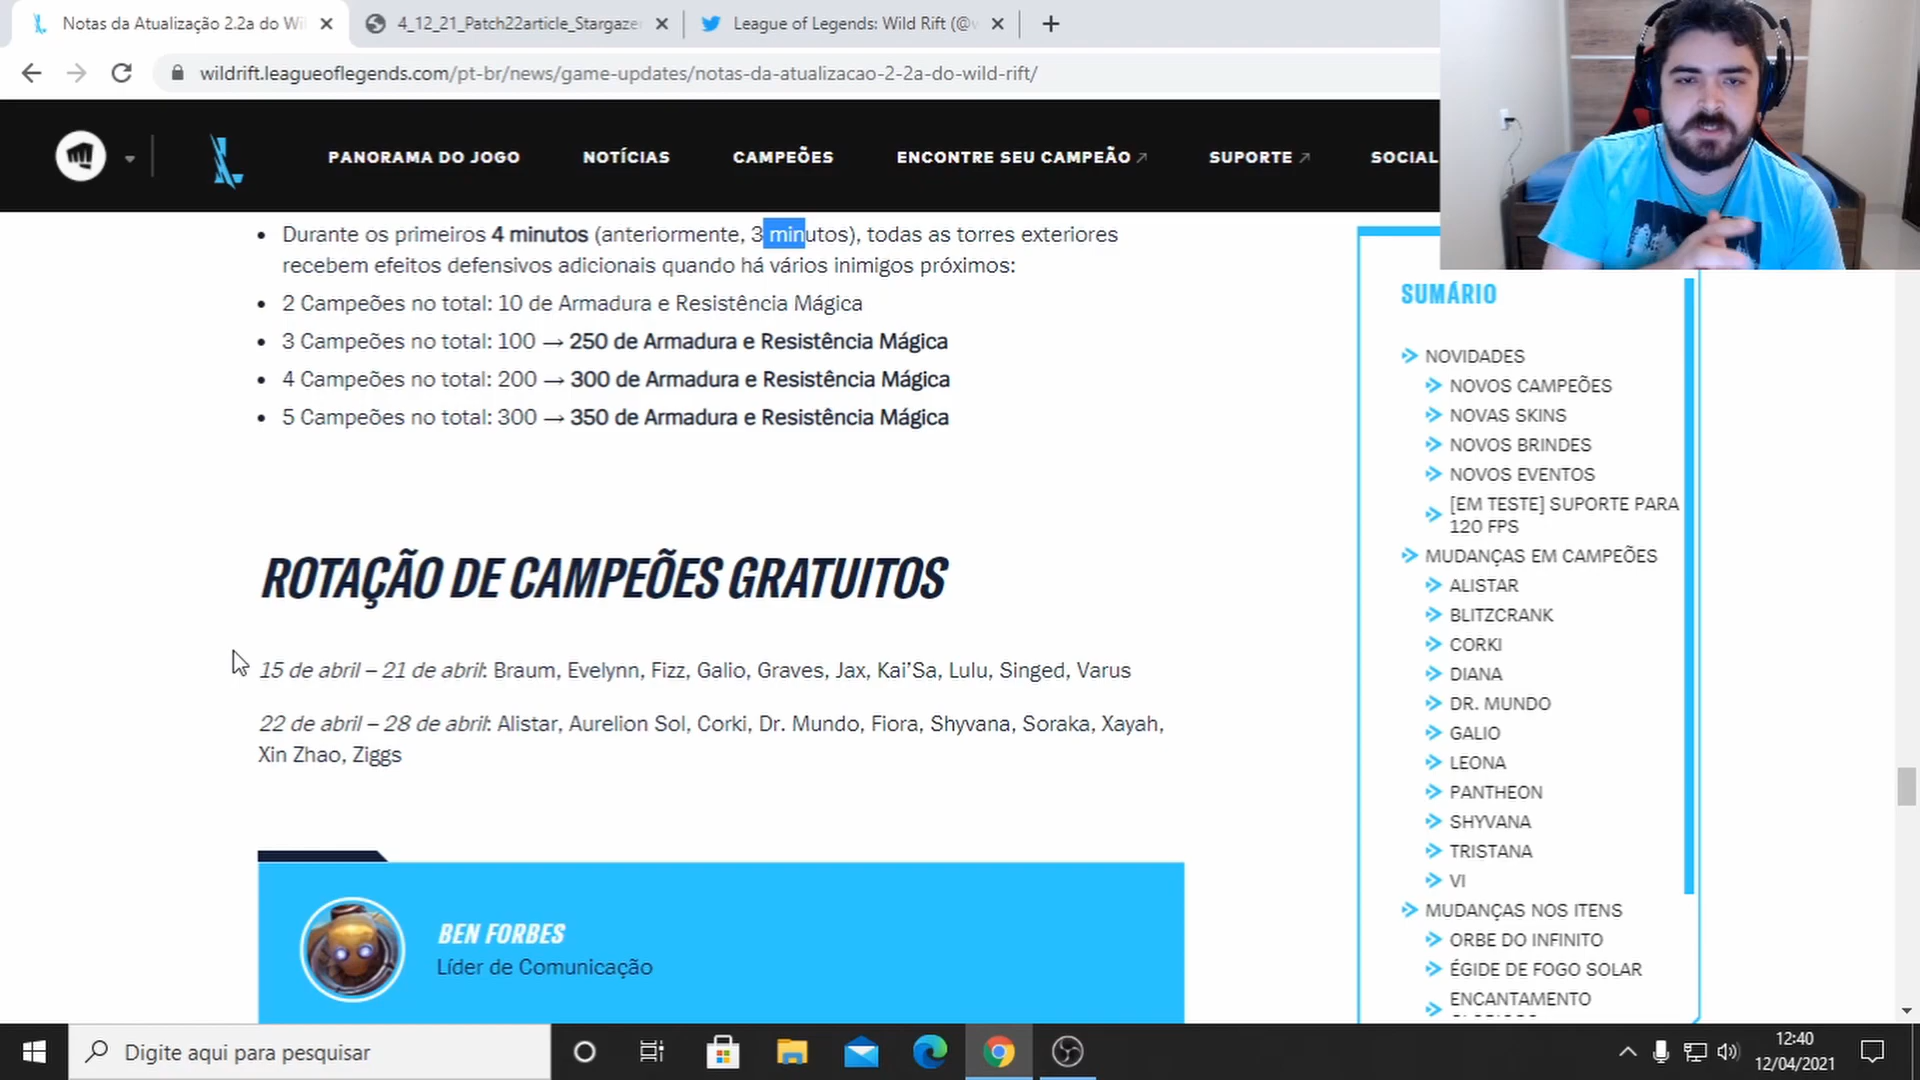 Notas da Atualização 2.2a do Wil
4_12_21_Patch22article_Stargaze
League of Legends: Wild Rift (@w
wildrift.leagueoflegends.com/pt-br/news/game-updates/notas-da-atualizacao-2-2a-do-wild-rift/
PANORAMA DO JOGO NOTÍCIAS CAMPEÕES ENCONTRE SEU CAMPEÃO SUPORTE SOCIAL
Durante os primeiros 4 minutos (anteriormente, 3 minutos), todas as torres exteriores
recebem efeitos defensivos adicionais quando há vários inimigos próximos:
2 Campeões no total: 10 de Armadura e Resistência Mágica
3 Campeões no total: 100 → 250 de Armadura e Resistência Mágica
4 Campeões no total: 200 → 300 de Armadura e Resistência Mágica
5 Campeões no total: 300 → 350 de Armadura e Resistência Mágica
ROTAÇÃO DE CAMPEÕES GRATUITOS
15 de abril – 21 de abril: Braum, Evelynn, Fizz, Galio, Graves, Jax, Kai’Sa, Lulu, Singed, Varus
22 de abril – 28 de abril: Alistar, Aurelion Sol, Corki, Dr. Mundo, Fiora, Shyvana, Soraka, Xayah,
Xin Zhao, Ziggs
BEN FORBES
Líder de Comunicação
SUMÁRIO
NOVIDADES
NOVOS CAMPEÕES
NOVAS SKINS
NOVOS BRINDES
NOVOS EVENTOS
[EM TESTE] SUPORTE PARA
120 FPS
MUDANÇAS EM CAMPEÕES
ALISTAR
BLITZCRANK
CORKI
DIANA
DR. MUNDO
GALIO
LEONA
PANTHEON
SHYVANA
TRISTANA
VI
MUDANÇAS NOS ITENS
ORBE DO INFINITO
ÉGIDE DE FOGO SOLAR
ENCANTAMENTO
Digite aqui para pesquisar
12:40
12/04/2021